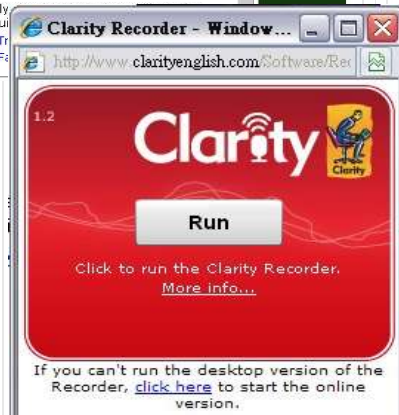 Clarity Recorder - Window...
http://www.clarityenglish.com/Software/Rec
1.2
Clarity
Clarity
Run
Click to run the Clarity Recorder.
More info...
If you can't run the desktop version of the
Recorder, click here to start the online
version.